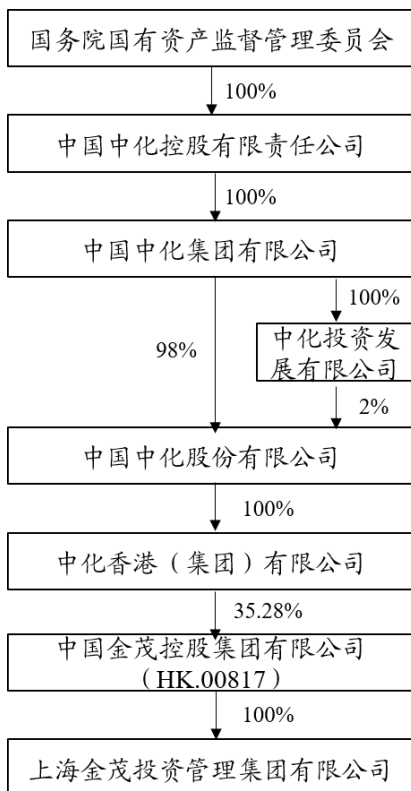 国务院国有资产监督管理委员会
100%
中国中化控股有限责任公司
100%
中国中化集团有限公司
100%
中化投资发
展有限公司
98%
2%
中国中化股份有限公司
100%
中化香港（集团）有限公司
35.28%
中国金茂控股集团有限公司
（HK.00817）
100%
上海金茂投资管理集团有限公司